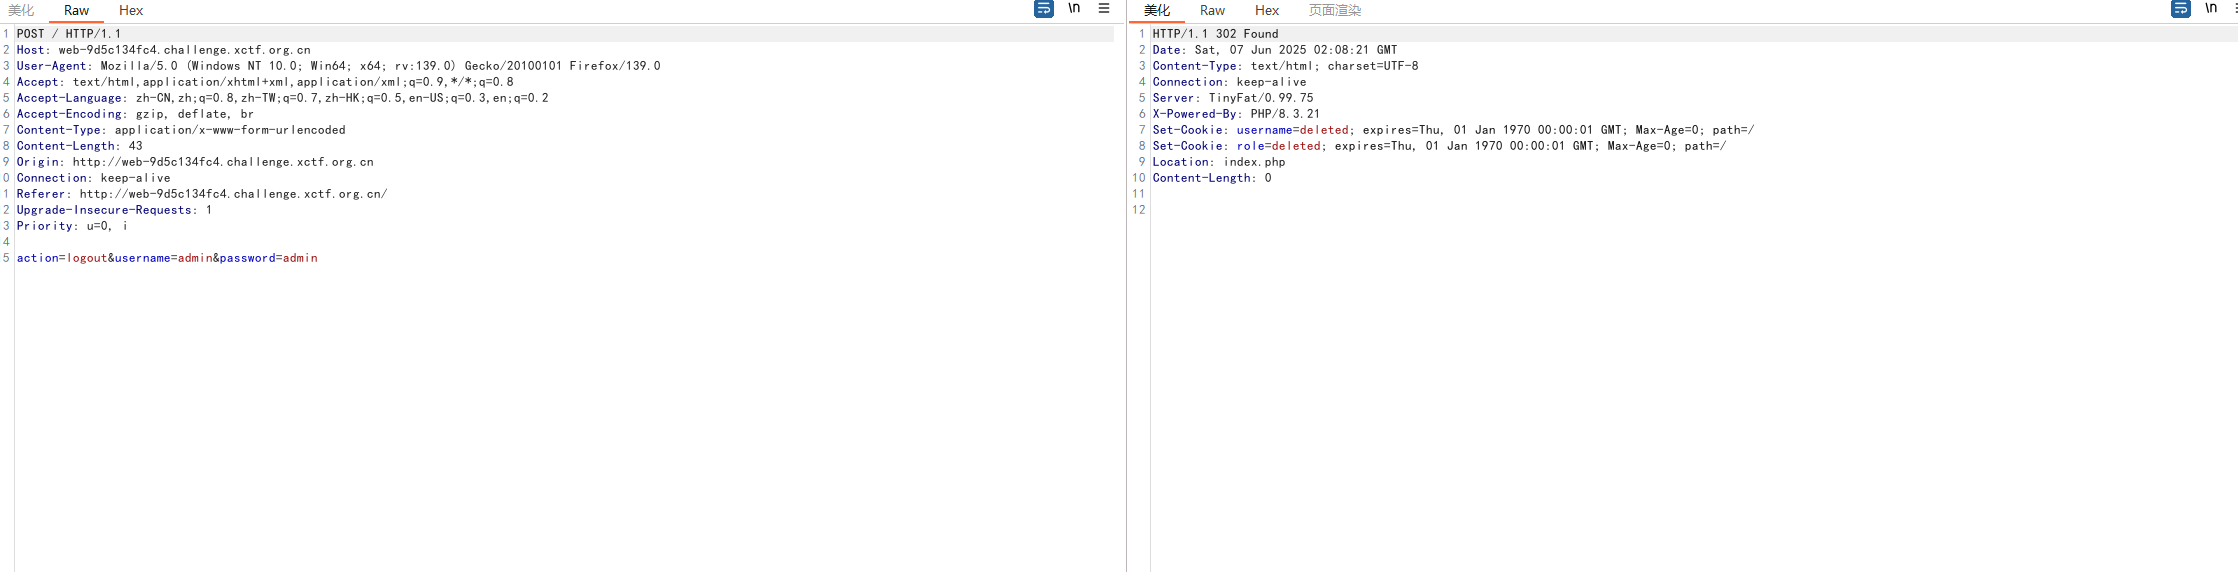 美化 Raw Hex \n
1 POST / HTTP/1.1
2 Host: web-9d5c134fc4.challenge.xctf.org.cn
3 User-Agent: Mozilla/5.0 (Windows NT 10.0; Win64; x64; rv:139.0) Gecko/20100101 Firefox/139.0
4 Accept: text/html,application/xhtml+xml,application/xml;q=0.9,*/*;q=0.8
5 Accept-Language: zh-CN,zh;q=0.8,zh-TW;q=0.7,zh-HK;q=0.5,en-US;q=0.3,en;q=0.2
6 Accept-Encoding: gzip, deflate, br
7 Content-Type: application/x-www-form-urlencoded
8 Content-Length: 43
9 Origin: http://web-9d5c134fc4.challenge.xctf.org.cn
0 Connection: keep-alive
1 Referer: http://web-9d5c134fc4.challenge.xctf.org.cn/
2 Upgrade-Insecure-Requests: 1
3 Priority: u=0, i
4
5 action=logout&username=admin&password=admin
美化 Raw Hex 页面渲染 \n
1 HTTP/1.1 302 Found
2 Date: Sat, 07 Jun 2025 02:08:21 GMT
3 Content-Type: text/html; charset=UTF-8
4 Connection: keep-alive
5 Server: TinyFat/0.99.75
6 X-Powered-By: PHP/8.3.21
7 Set-Cookie: username=deleted; expires=Thu, 01 Jan 1970 00:00:01 GMT; Max-Age=0; path=/
8 Set-Cookie: role=deleted; expires=Thu, 01 Jan 1970 00:00:01 GMT; Max-Age=0; path=/
9 Location: index.php
10 Content-Length: 0
11
12